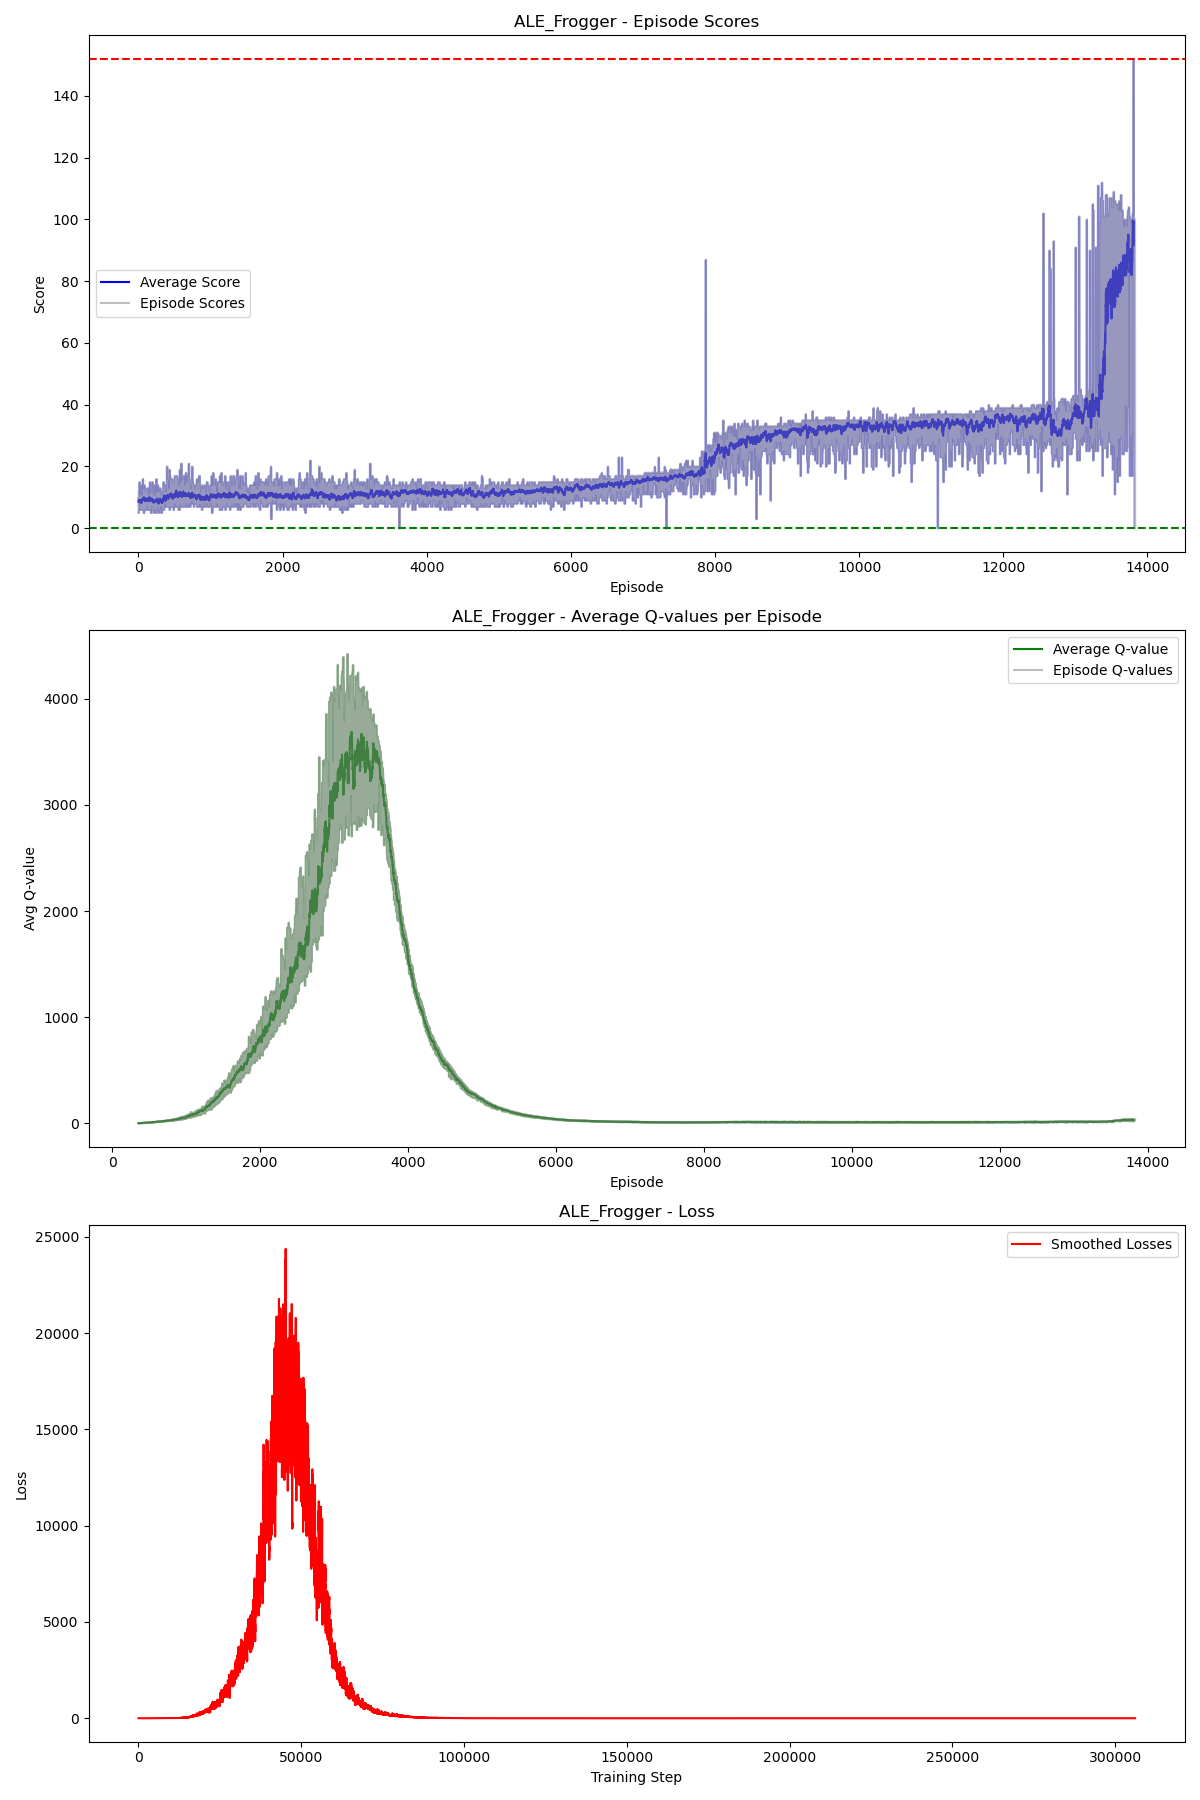 ALE_Frogger - Episode Scores
140
120
100
80
60
40
20
0
Score
Average Score
Episode Scores
0 2000 4000 6000 8000 10000 12000 14000
Episode
ALE_Frogger - Average Q-values per Episode
4000
3000
2000
1000
0
Avg Q-value
Average Q-value
Episode Q-values
0 2000 4000 6000 8000 10000 12000 14000
Episode
ALE_Frogger - Loss
25000
20000
15000
10000
5000
0
Loss
Smoothed Losses
0 50000 100000 150000 200000 250000 300000
Training Step